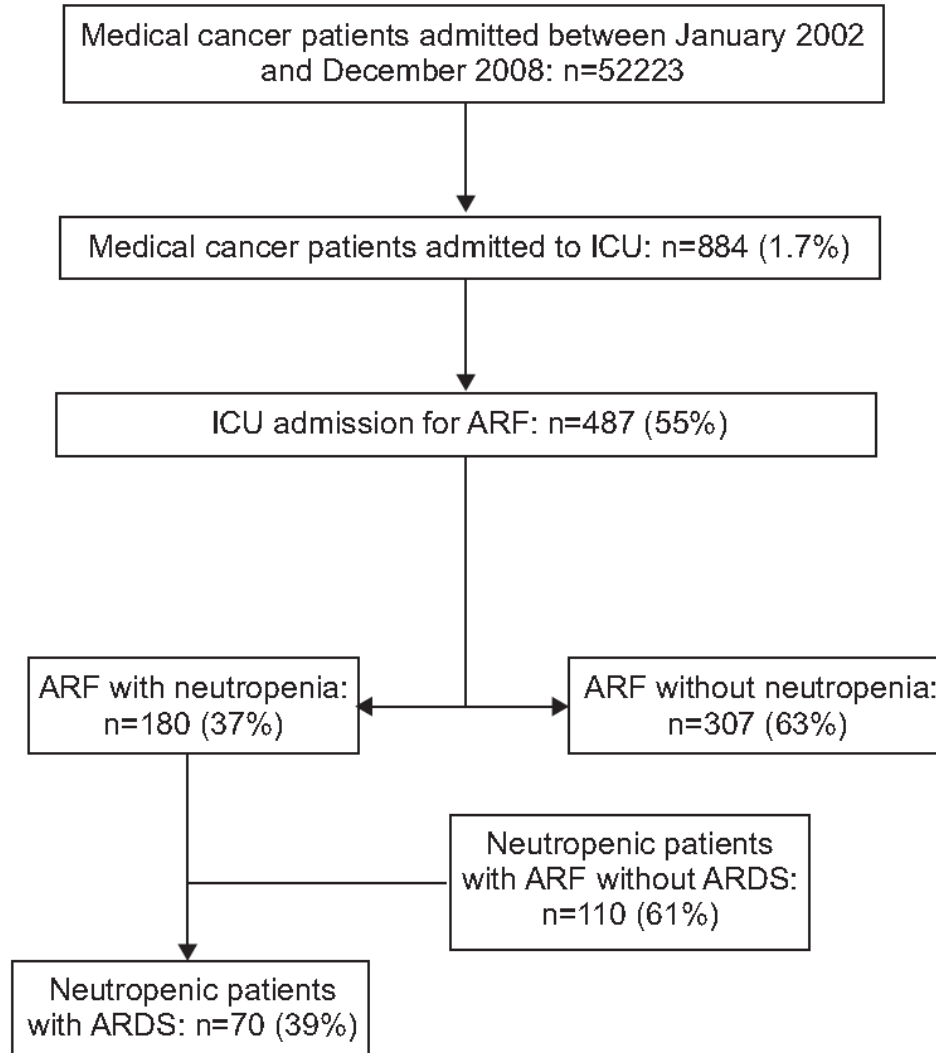 Medical cancer patients admitted between January 2002
and December 2008: n=52223
Medical cancer patients admitted to ICU: n=884 (1.7%)
ICU admission for ARF: n=487 (55%)
ARF with neutropenia:
n=180 (37%)
ARF without neutropenia:
n=307 (63%)
Neutropenic patients
with ARF without ARDS:
n=110 (61%)
Neutropenic patients
with ARDS: n=70 (39%)